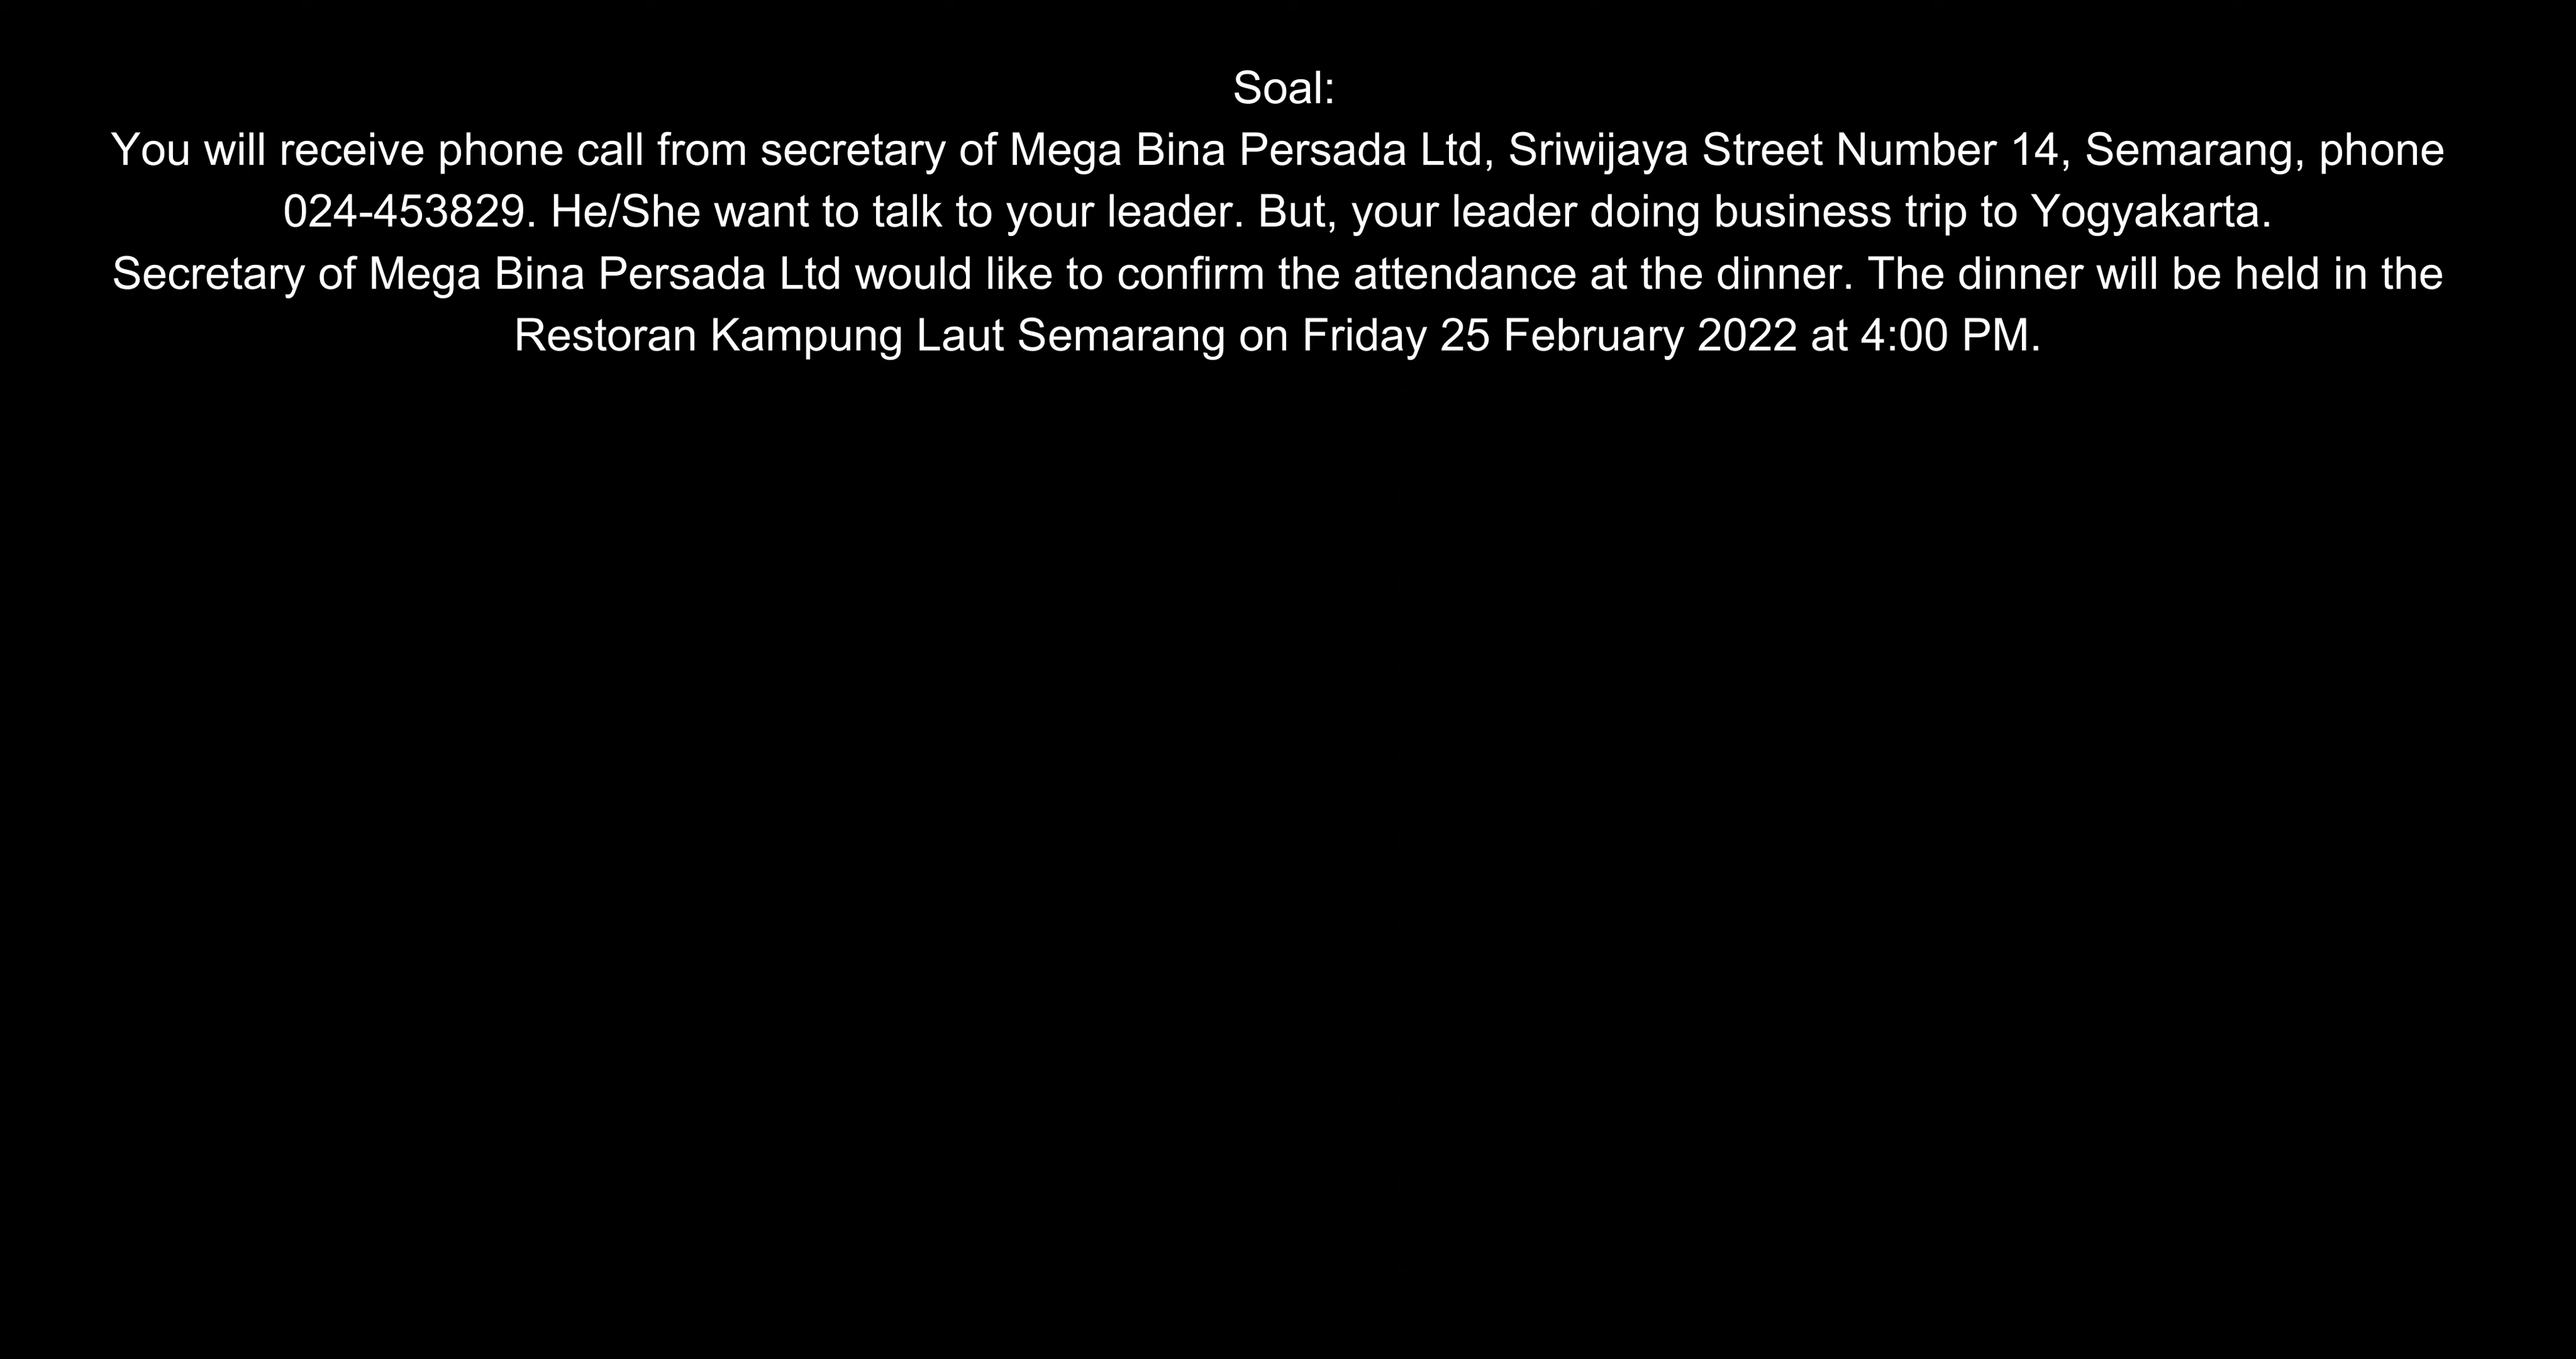 Soal:
You will receive phone call from secretary of Mega Bina Persada Ltd, Sriwijaya Street Number 14, Semarang, phone
024-453829. He/She want to talk to your leader. But, your leader doing business trip to Yogyakarta.
Secretary of Mega Bina Persada Ltd would like to confirm the attendance at the dinner. The dinner will be held in the
Restoran Kampung Laut Semarang on Friday 25 February 2022 at 4:00 PM.